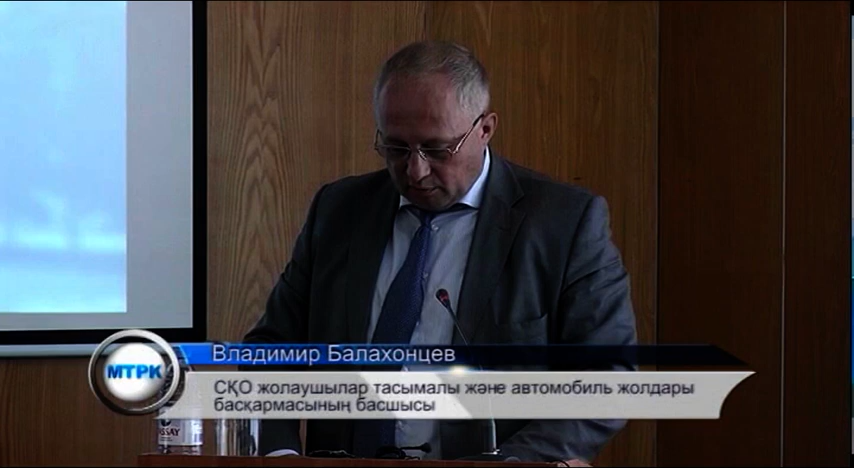 Владимир Балахонцев
МТРК
СҚО жолаушылар тасымалы және автомобиль жолдары
басқармасының басшысы